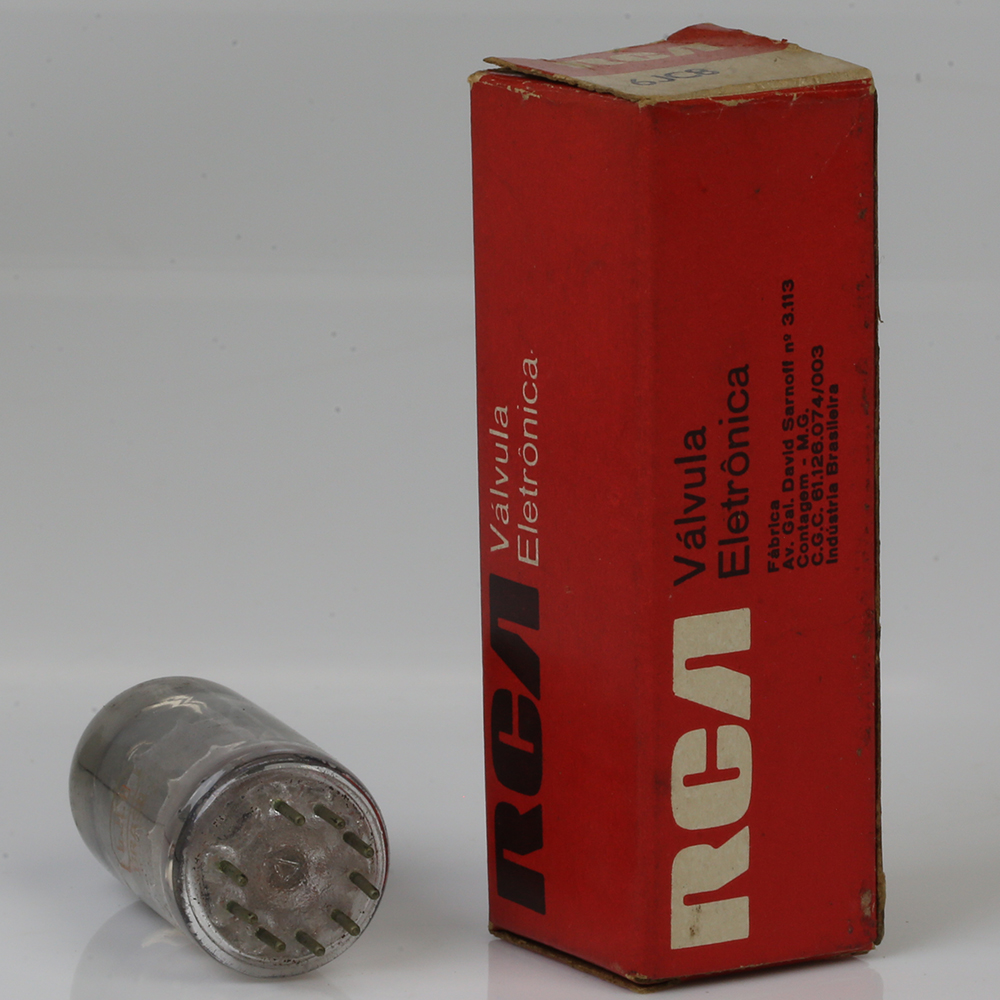 RCA
6JC8
RCA
Válvula
Eletrônica
RCA
Válvula
Eletrônica
Fábrica
Av. Gal. David Sarnoff nº 3.113
Contagem - M.G.
C.G.C. 61.126.074/003
Indústria Brasileira